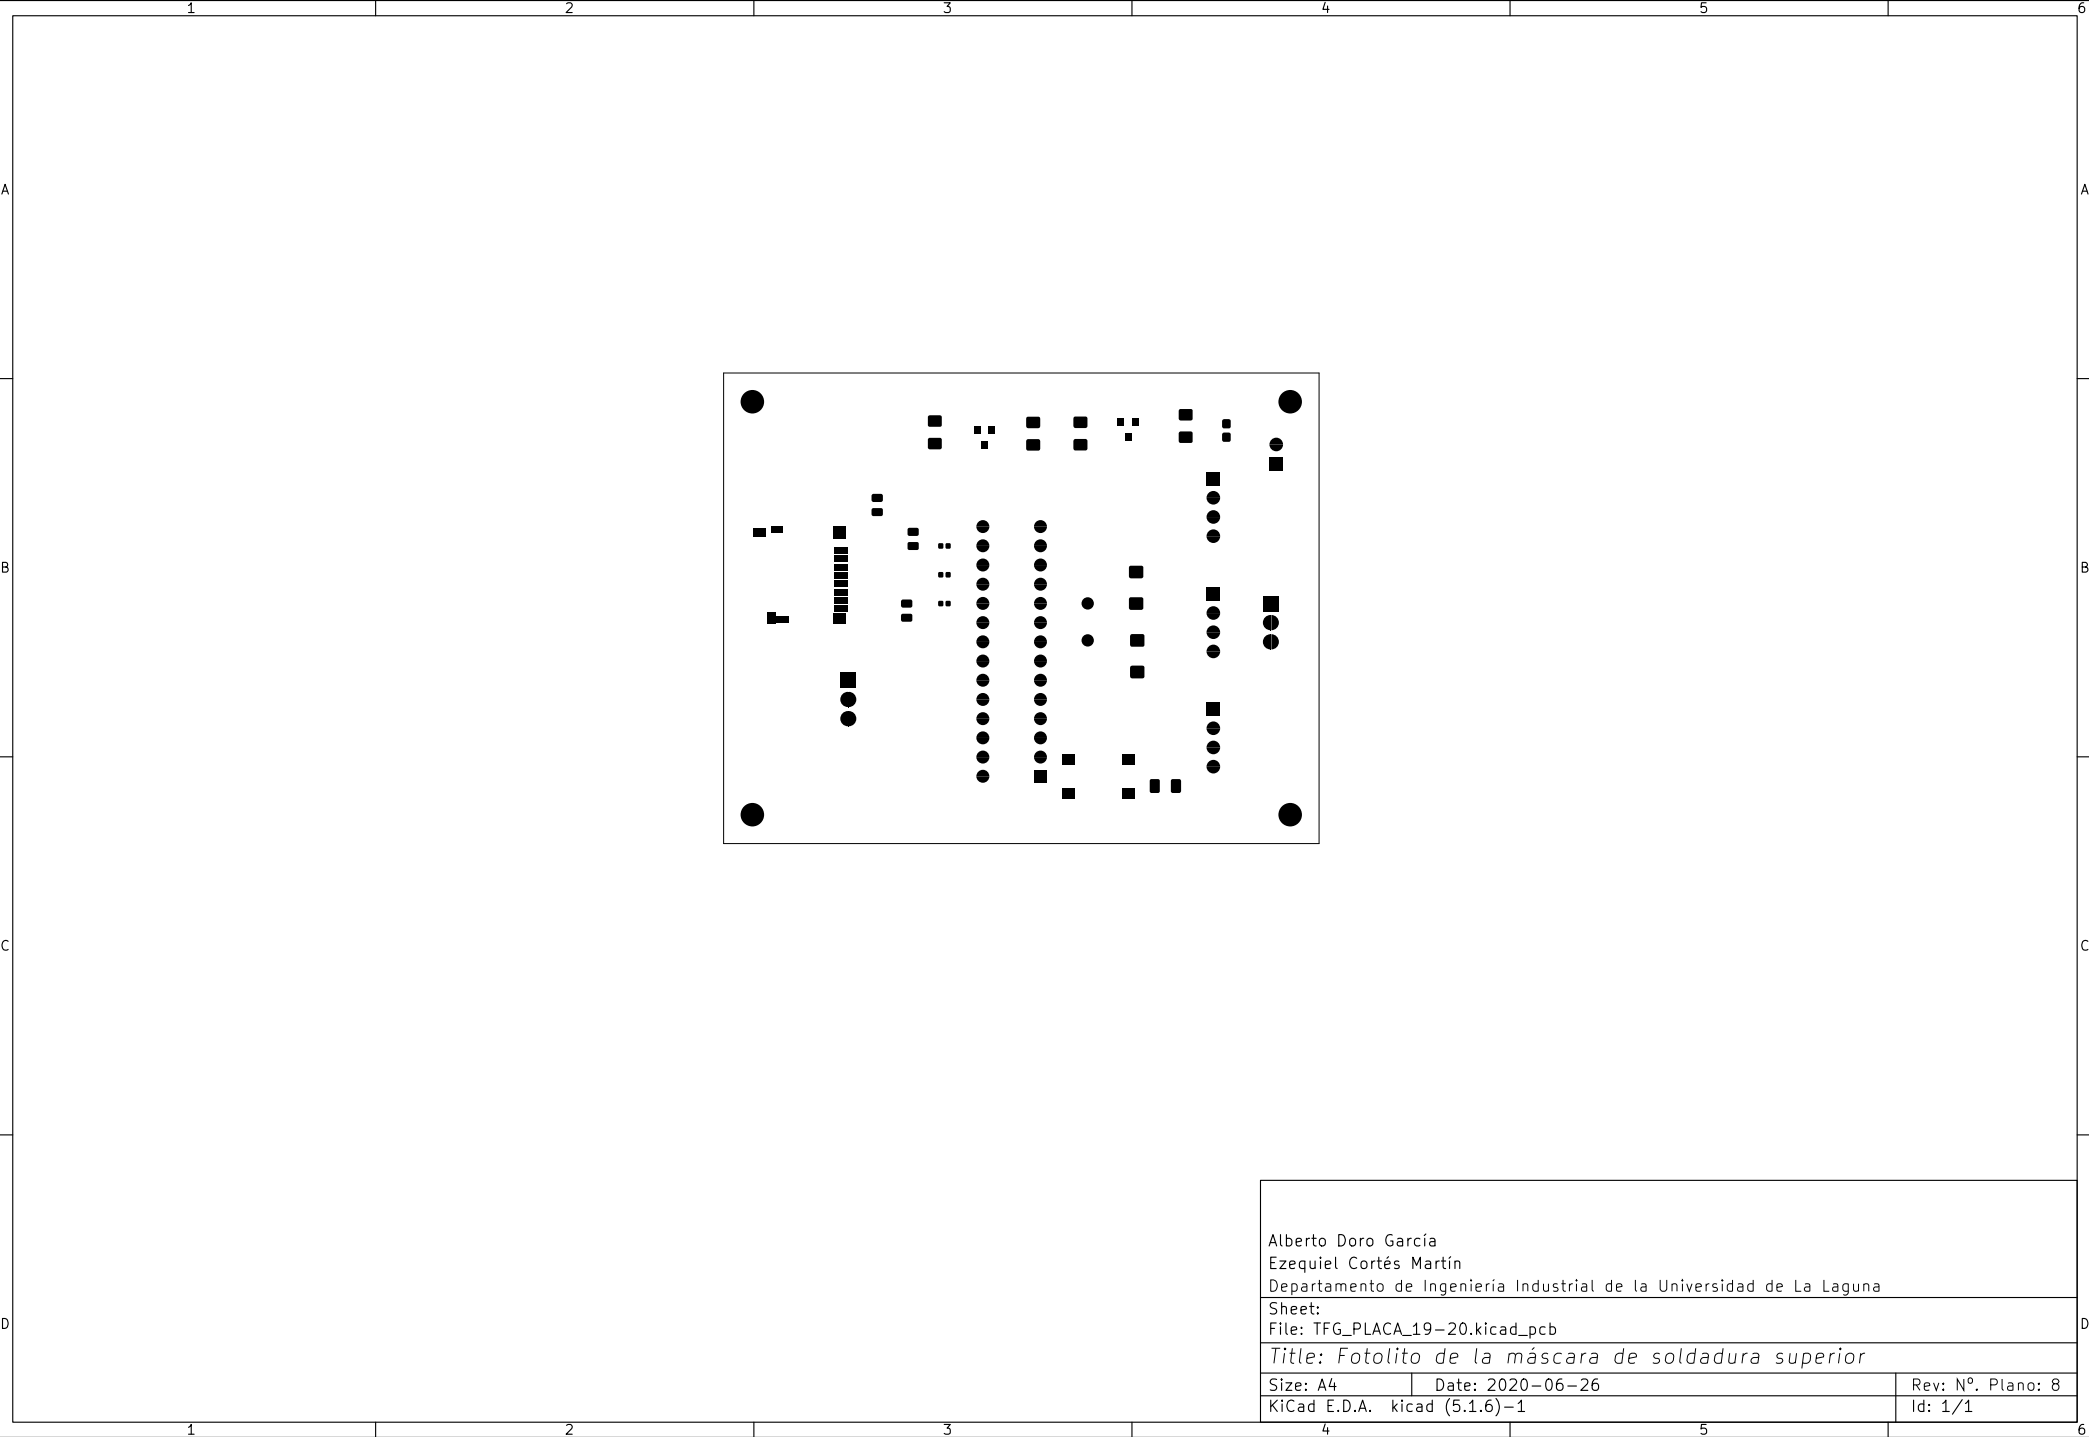 1 2 3 4 5 6
A A
B B
C C
Alberto Doro García
Ezequiel Cortés Martín
Departamento de Ingeniería Industrial de la Universidad de La Laguna
Sheet:
D File: TFG_PLACA_19-20.kicad_pcb D
Title: Fotolito de la máscara de soldadura superior
Size: A4 Date: 2020-06-26 Rev: Nº. Plano: 8
KiCad E.D.A. kicad (5.1.6)-1 Id: 1/1
1 2 3 4 5 6